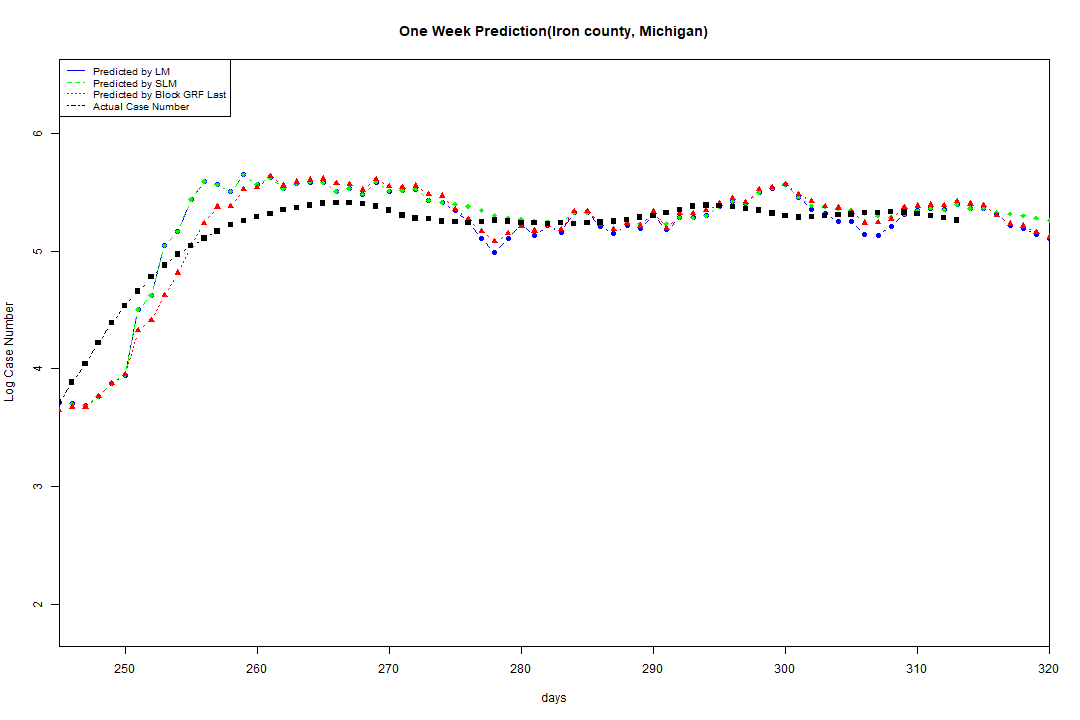 One Week Prediction(Iron county, Michigan)
Predicted by LM
Predicted by SLM
Predicted by Block GRF Last
Actual Case Number
6
5
4
3
2
Log Case Number
250 260 270 280 290 300 310 320
days